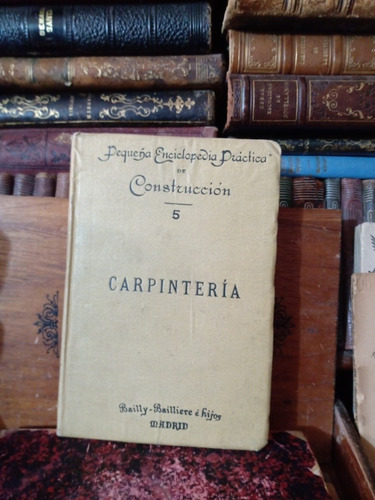 Pequeña Enciclopedia Práctica
DE
Construcción
5
CARPINTERÍA
Bailly-Bailliere é hijos
MADRID